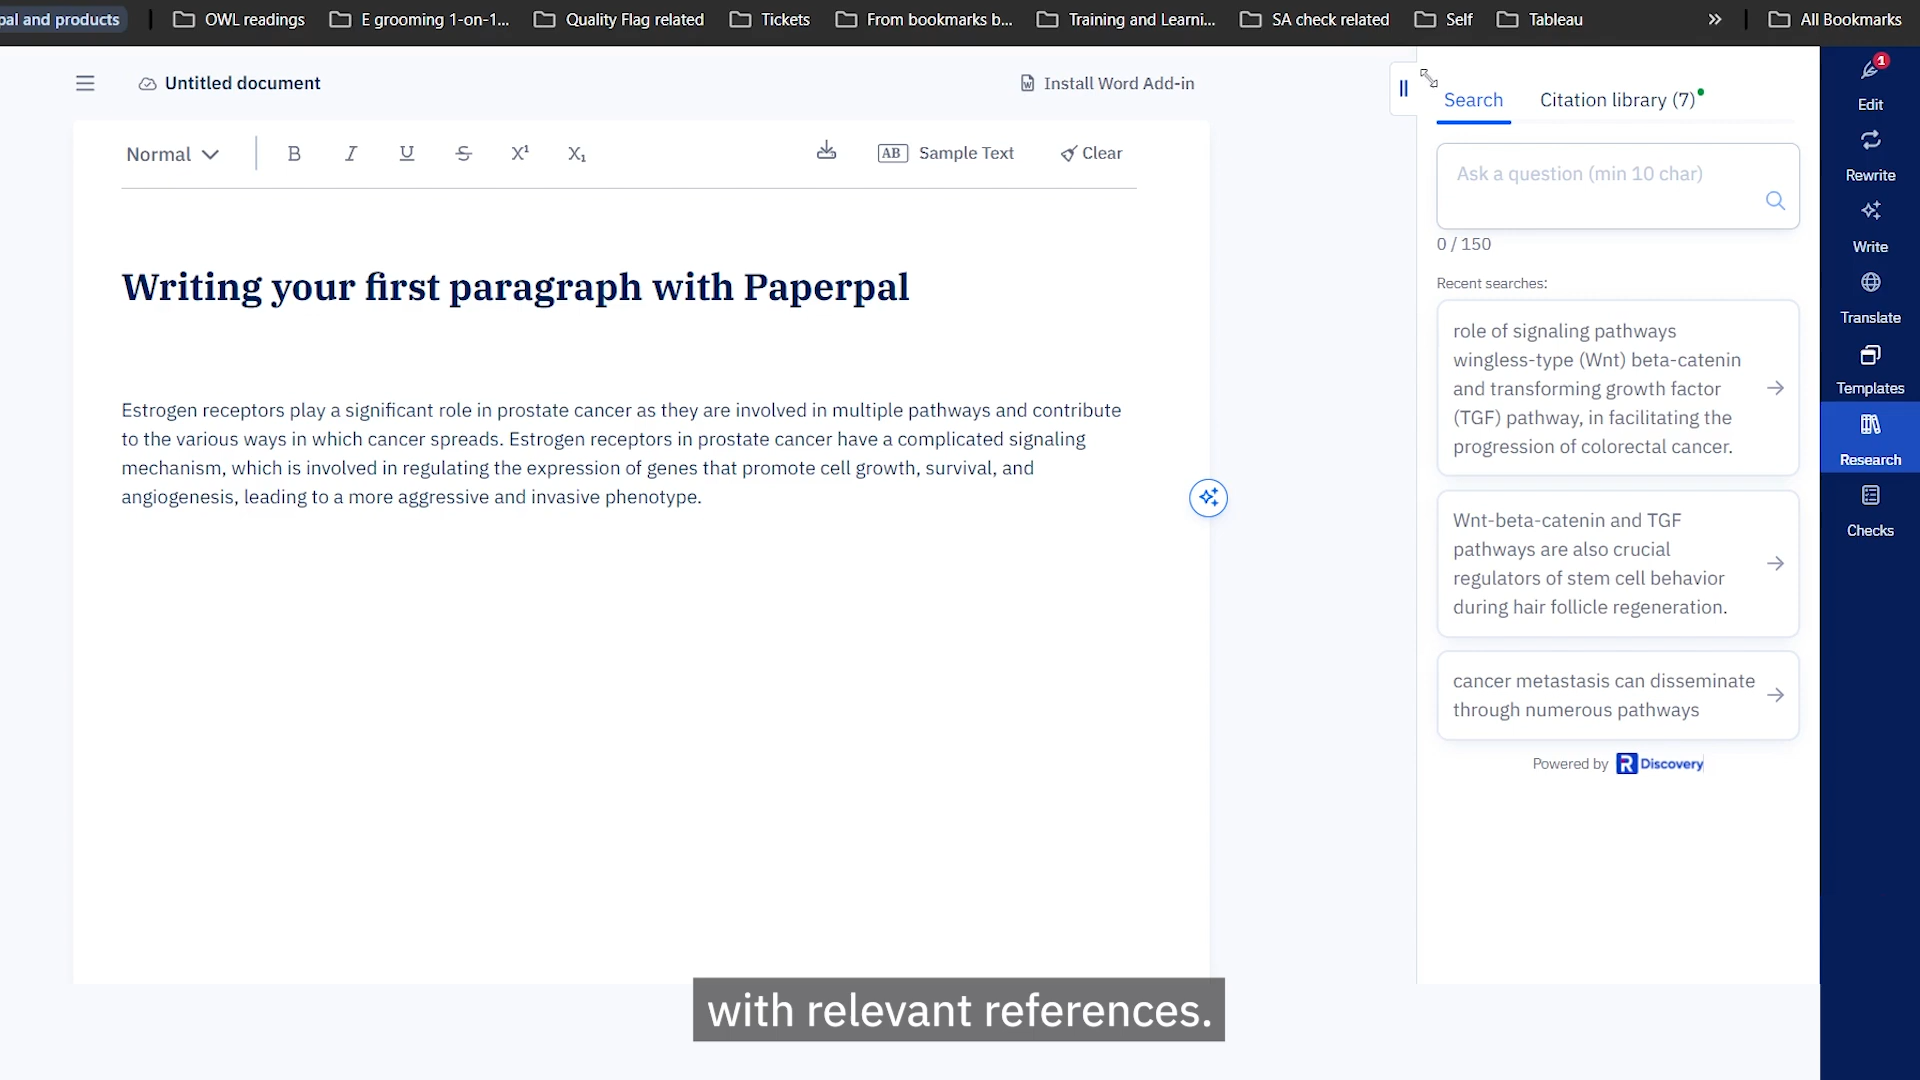 pal and products
OWL readings
E grooming 1-on-1...
Quality Flag related
Tickets
From bookmarks b...
Training and Learni...
SA check related
Self
Tableau
»
All Bookmarks
Untitled document
Install Word Add-in
Normal
B
I
U
S
X¹
X₁
AB Sample Text
Clear
Writing your first paragraph with Paperpal
Estrogen receptors play a significant role in prostate cancer as they are involved in multiple pathways and contribute
to the various ways in which cancer spreads. Estrogen receptors in prostate cancer have a complicated signaling
mechanism, which is involved in regulating the expression of genes that promote cell growth, survival, and
angiogenesis, leading to a more aggressive and invasive phenotype.
Search
Citation library (7)
Ask a question (min 10 char)
0 / 150
Recent searches:
role of signaling pathways
wingless-type (Wnt) beta-catenin
and transforming growth factor
(TGF) pathway, in facilitating the
progression of colorectal cancer.
Wnt-beta-catenin and TGF
pathways are also crucial
regulators of stem cell behavior
during hair follicle regeneration.
cancer metastasis can disseminate
through numerous pathways
Powered by R Discovery
1
Edit
Rewrite
Write
Translate
Templates
Research
Checks
with relevant references.